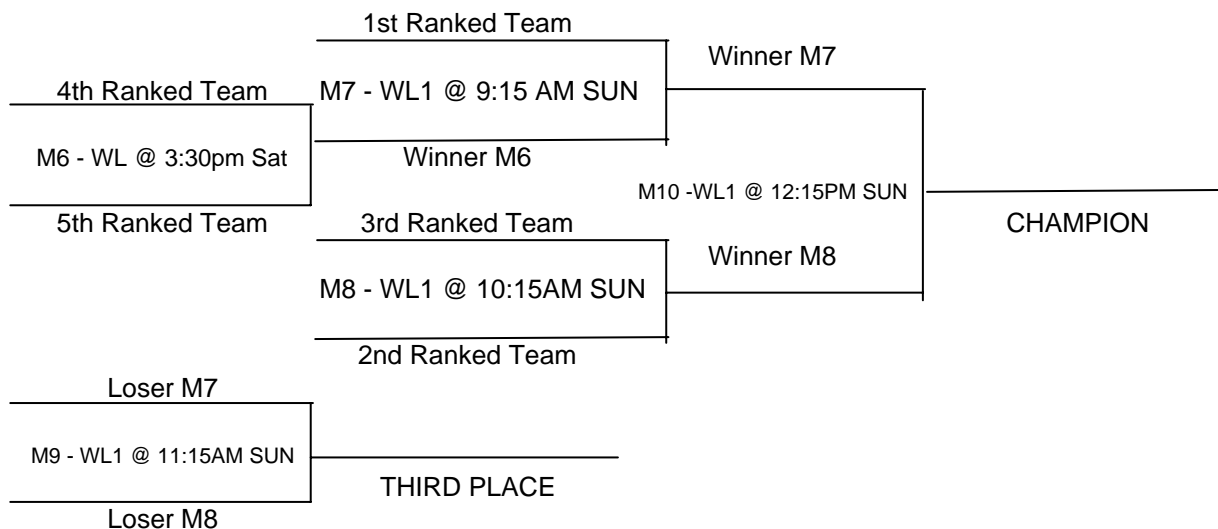 1st Ranked Team
Winner M7
4th Ranked Team
M7 - WL1 @ 9:15 AM SUN
M6 - WL @ 3:30pm Sat
Winner M6
M10 -WL1 @ 12:15PM SUN
5th Ranked Team
3rd Ranked Team
CHAMPION
Winner M8
M8 - WL1 @ 10:15AM SUN
2nd Ranked Team
Loser M7
M9 - WL1 @ 11:15AM SUN
THIRD PLACE
Loser M8